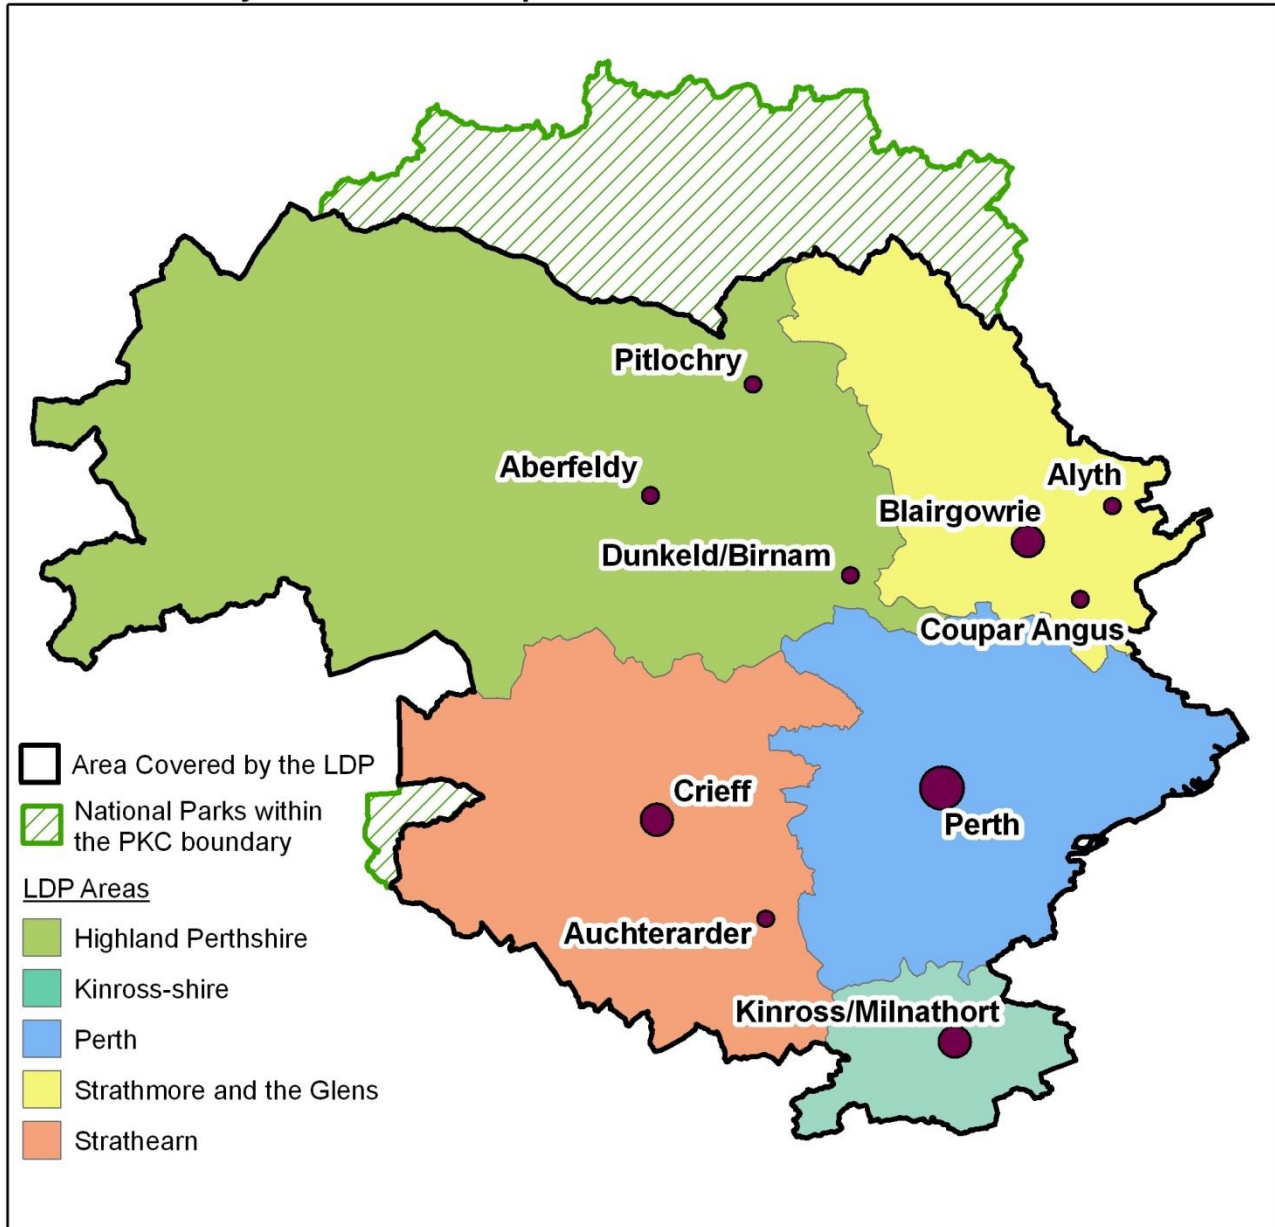 Pitlochry
Aberfeldy
Alyth
Blairgowrie
Dunkeld/Birnam
Coupar Angus
Area Covered by the LDP
National Parks within
the PKC boundary
Crieff
Perth
LDP Areas
Auchterarder
Highland Perthshire
Kinross-shire
Kinross/Milnathort
Perth
Strathmore and the Glens
Strathearn